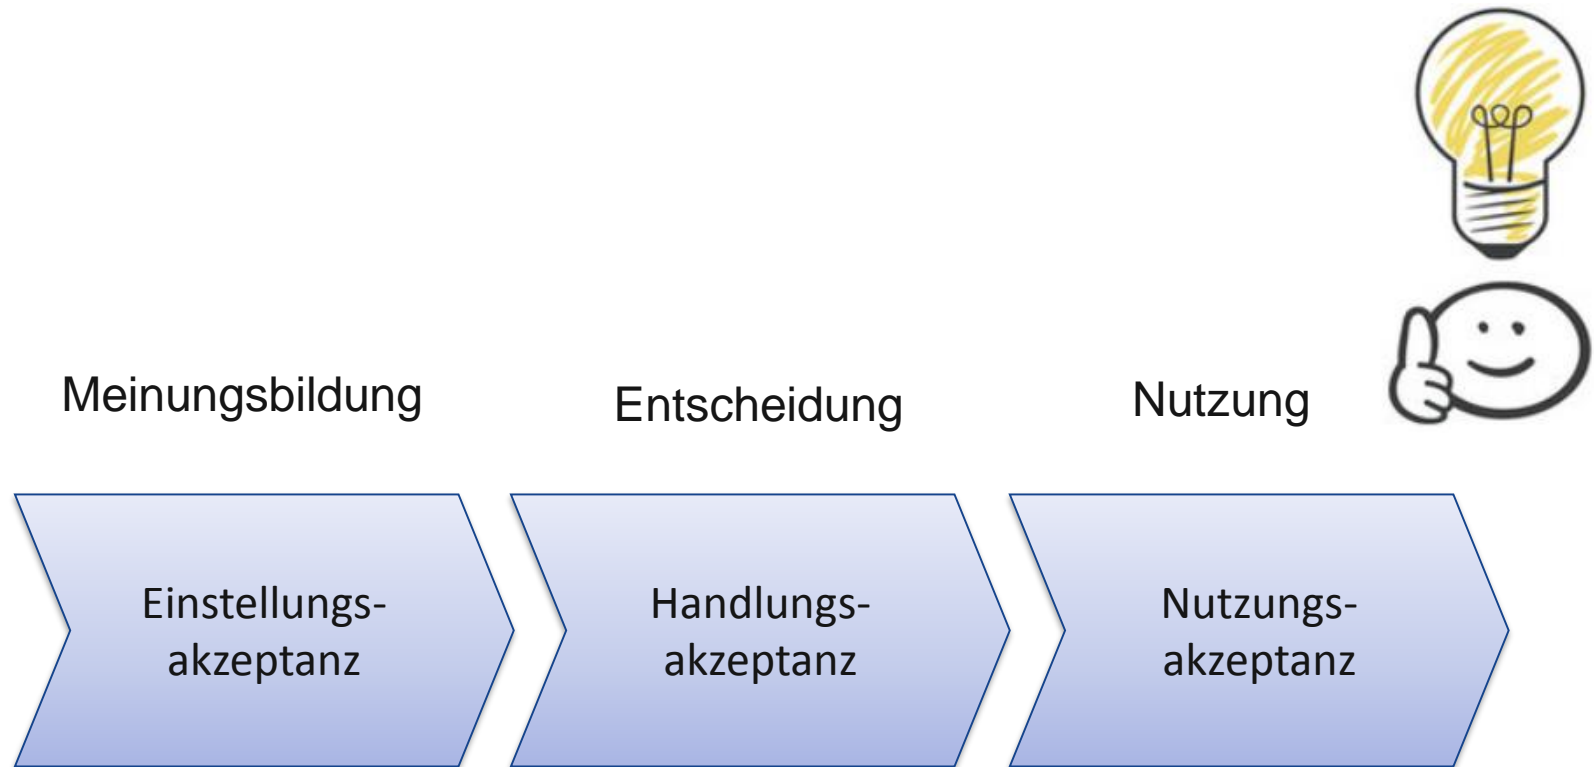 Meinungsbildung
Entscheidung
Nutzung
Einstellungs-
akzeptanz
Handlungs-
akzeptanz
Nutzungs-
akzeptanz